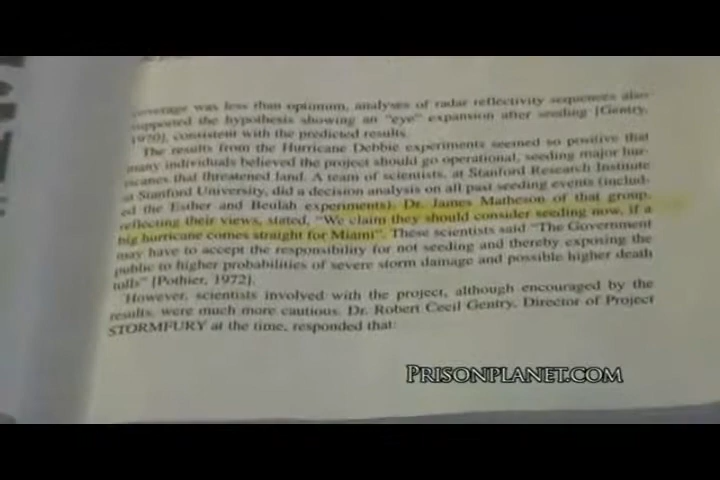 coverage was less than optimum, analyses of radar reflectivity sequences also
supported the hypothesis showing an "eye" expansion after seeding [Gentry,
1970], consistent with the predicted results.
The results from the Hurricane Debbie experiments seemed so positive that
many individuals believed the project should go operational, seeding major hur-
ricanes that threatened land. A team of scientists, at Stanford Research Institute
at Stanford University, did a decision analysis on all past seeding events (includ-
ed the Esther and Beulah experiments). Dr. James Matheson of that group,
reflecting their views, stated, "We claim they should consider seeding now, if a
big hurricane comes straight for Miami". These scientists said "The Government
may have to accept the responsibility for not seeding and thereby exposing the
public to higher probabilities of severe storm damage and possible higher death
tolls" [Pothier, 1972].
However, scientists involved with the project, although encouraged by the
results, were much more cautious. Dr. Robert Cecil Gentry, Director of Project
STORMFURY at the time, responded that:
PRISONPLANET.COM